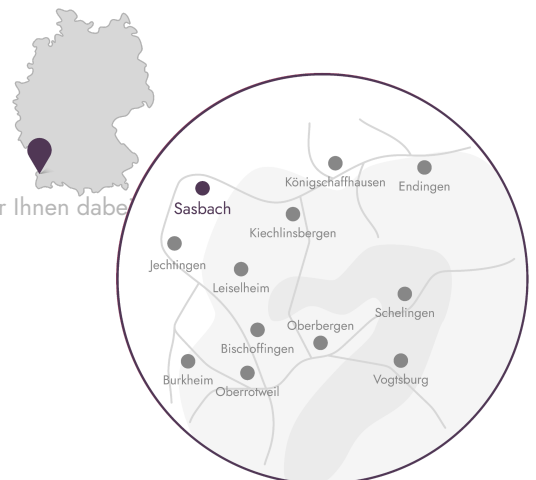 r Ihnen dabe
Königschaffhausen
Endingen
Sasbach
Kiechlinsbergen
Jechtingen
Leiselheim
Schelingen
Oberbergen
Bischoffingen
Burkheim
Oberrotweil
Vogtsburg